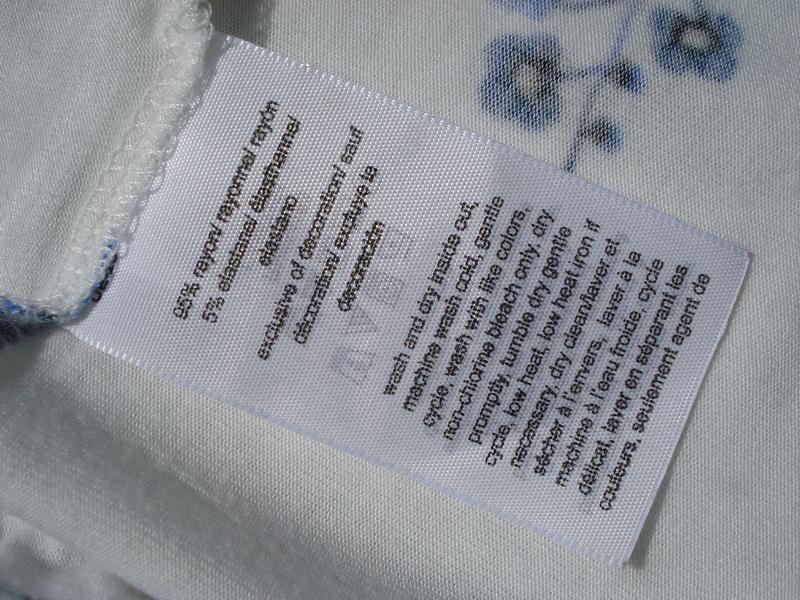 95% rayon/ rayonne/ rayón
5% elastane/ élasthanne/
elastano
exclusive of decoration/ sauf
décoration/ excluye la
decoración
wash and dry inside out,
machine wash cold, gentle
cycle, wash with like colors,
non-chlorine bleach only, dry
promptly, tumble dry gentle
cycle, low heat, low heat iron if
necessary, dry clean/laver et
sécher à l'envers, laver à la
machine à l'eau froide, cycle
délicat, laver en séparant les
couleurs, seulement agent de